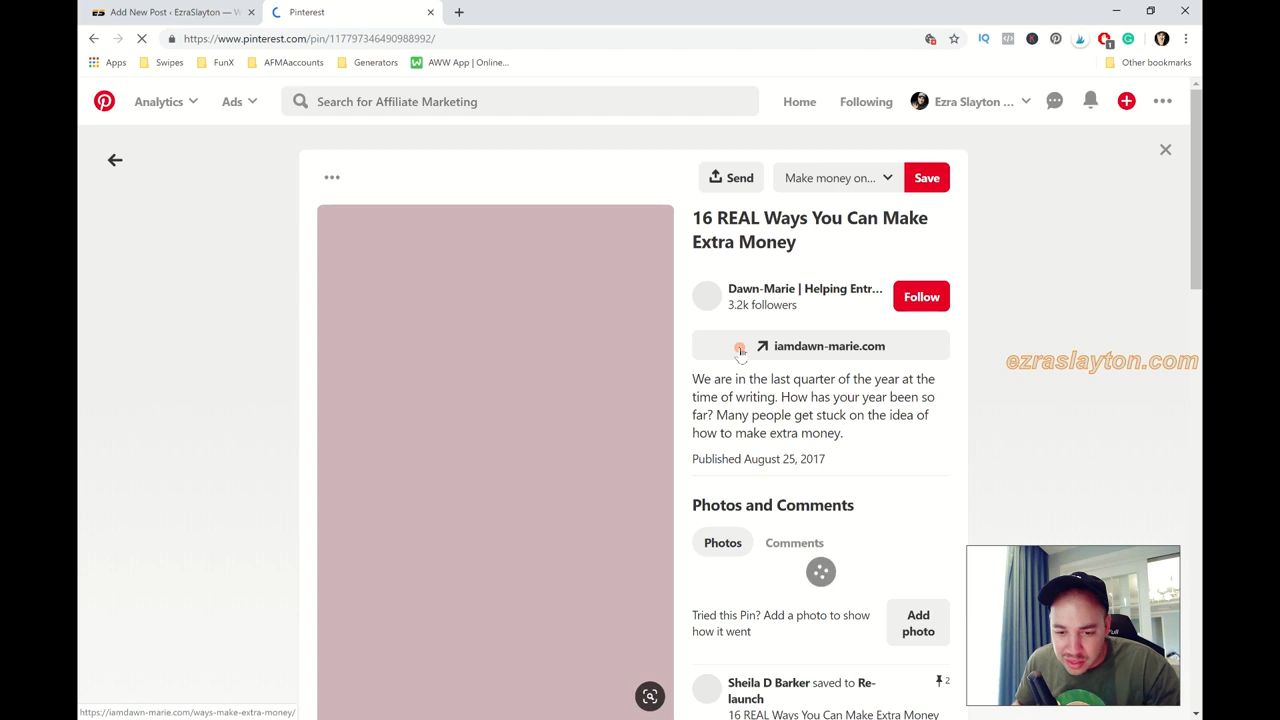 Add New Post ‹ EzraSlayton — W
Pinterest
https://www.pinterest.com/pin/117797346490988992/
Apps
Swipes
FunX
AFMAaccounts
Generators
AWW App | Online...
Other bookmarks
Analytics
Ads
Search for Affiliate Marketing
Home
Following
Ezra Slayton ...
Send
Make money on...
Save
16 REAL Ways You Can Make
Extra Money
Dawn-Marie | Helping Entr...
3.2k followers
Follow
iamdawn-marie.com
ezraslayton.com
We are in the last quarter of the year at the
time of writing. How has your year been so
far? Many people get stuck on the idea of
how to make extra money.
Published August 25, 2017
Photos and Comments
Photos
Comments
Tried this Pin? Add a photo to show
how it went
Add
photo
Sheila D Barker saved to Re-
launch
2
16 REAL Ways You Can Make Extra Money
https://iamdawn-marie.com/ways-make-extra-money/